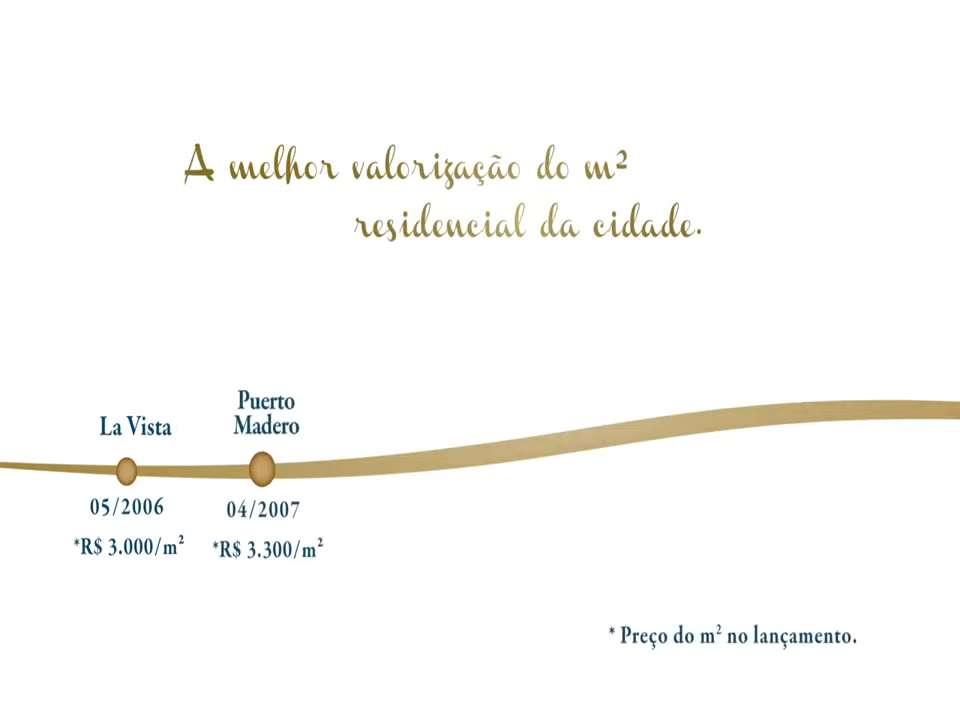 A melhor valorização do m²
residencial da cidade.
La Vista
Puerto
Madero
05/2006
04/2007
*R$ 3.000/m²
*R$ 3.300/m²
* Preço do m² no lançamento.